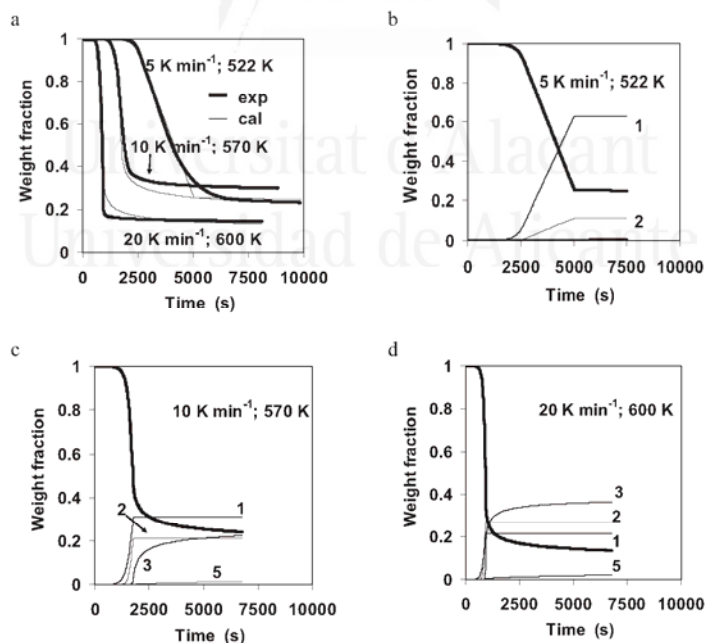 a
Weight fraction
1
0.8
0.6
0.4
0.2
0
5 K min⁻¹; 522 K
exp
cal
10 K min⁻¹; 570 K
20 K min⁻¹; 600 K
0 2500 5000 7500 10000
Time (s)
b
Weight fraction
1
0.8
0.6
0.4
0.2
0
5 K min⁻¹; 522 K
1
2
0 2500 5000 7500 10000
Time (s)
Universitat d'Alacant
Universidad de Alicante
c
Weight fraction
1
0.8
0.6
0.4
0.2
0
10 K min⁻¹; 570 K
2
1
3
5
0 2500 5000 7500 10000
Time (s)
d
Weight fraction
1
0.8
0.6
0.4
0.2
0
20 K min⁻¹; 600 K
3
2
1
5
0 2500 5000 7500 10000
Time (s)